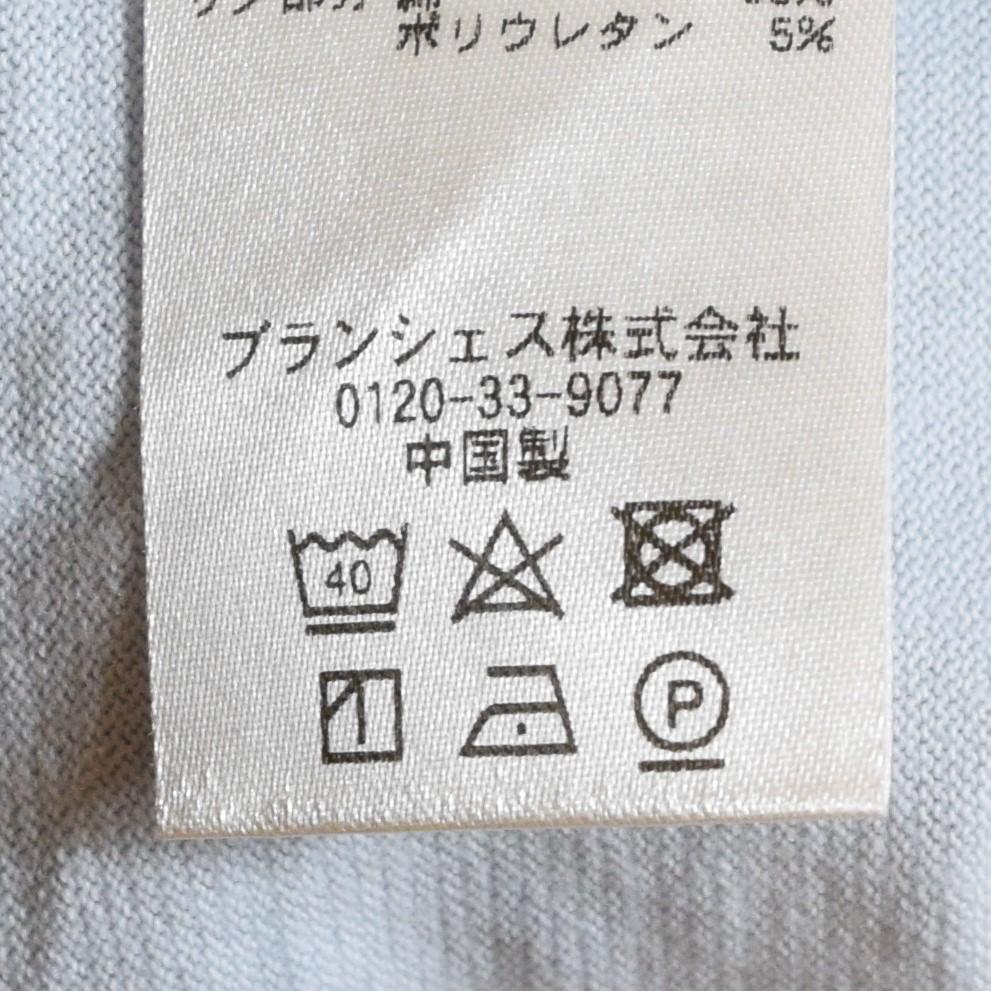 ポリウレタン 5%
ブランシェス株式会社
0120-33-9077
中国製
40
P